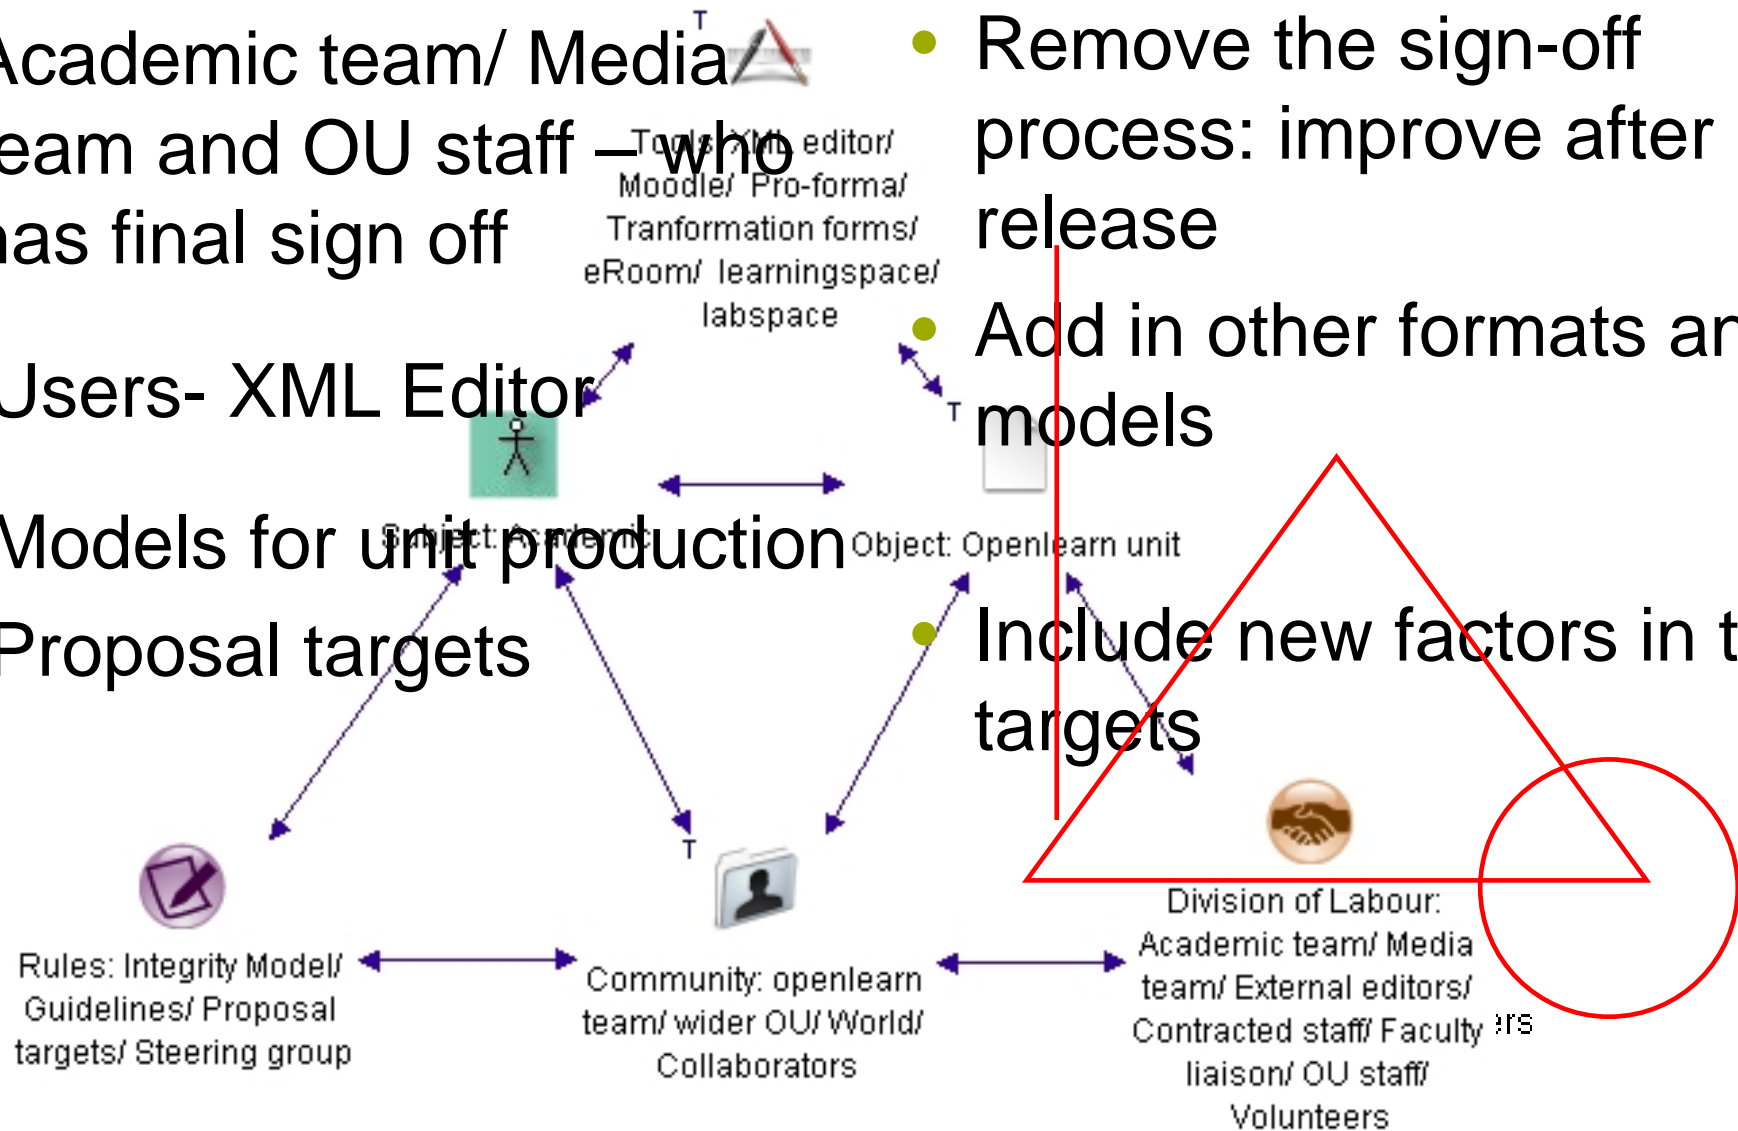 Academic team/ Media
eam and OU staff – who
has final sign off
Users- XML Editor
Models for unit production
Proposal targets
Remove the sign-off
process: improve after
release
Add in other formats an
models
Include new factors in t
targets
T
Tools: XML editor/
Moodle/ Pro-forma/
Tranformation forms/
eRoom/ learningspace/
labspace
Subject: Academic
T
Object: Openlearn unit
Rules: Integrity Model/
Guidelines/ Proposal
targets/ Steering group
T
Community: openlearn
team/ wider OU/ World/
Collaborators
Division of Labour:
Academic team/ Media
team/ External editors/
Contracted staff/ Faculty
liaison/ OU staff/
Volunteers